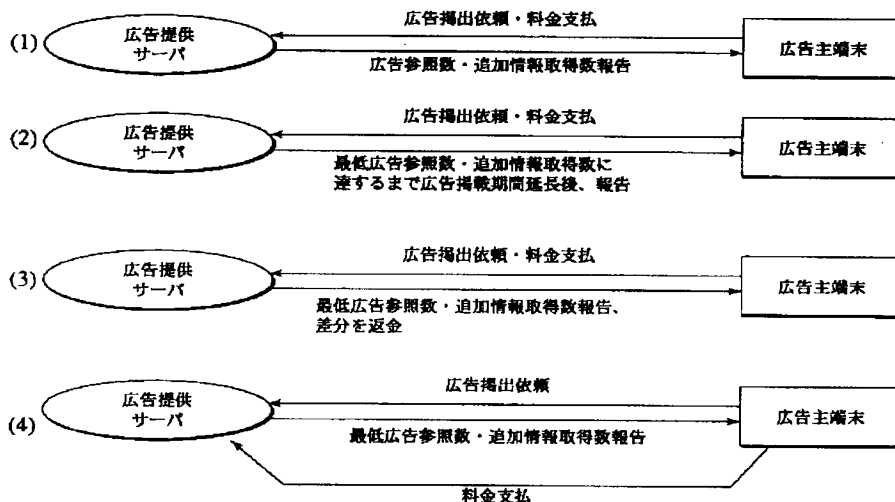 広告掲出依頼・料金支払
(1)
広告提供
サーバ
広告主端末
広告参照数・追加情報取得数報告
広告掲出依頼・料金支払
(2)
広告提供
サーバ
広告主端末
最低広告参照数・追加情報取得数に
達するまで広告掲載期間延長後、報告
広告掲出依頼・料金支払
(3)
広告提供
サーバ
広告主端末
最低広告参照数・追加情報取得数報告、
差分を返金
広告掲出依頼
(4)
広告提供
サーバ
広告主端末
最低広告参照数・追加情報取得数報告
料金支払